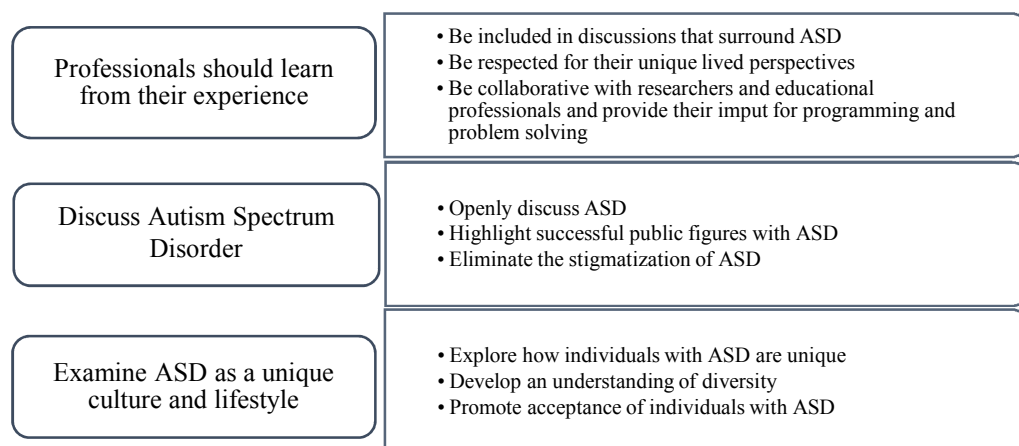 Professionals should learn
from their experience
• Be included in discussions that surround ASD
• Be respected for their unique lived perspectives
• Be collaborative with researchers and educational
professionals and provide their imput for programming and
problem solving
Discuss Autism Spectrum
Disorder
• Openly discuss ASD
• Highlight successful public figures with ASD
• Eliminate the stigmatization of ASD
Examine ASD as a unique
culture and lifestyle
• Explore how individuals with ASD are unique
• Develop an understanding of diversity
• Promote acceptance of individuals with ASD